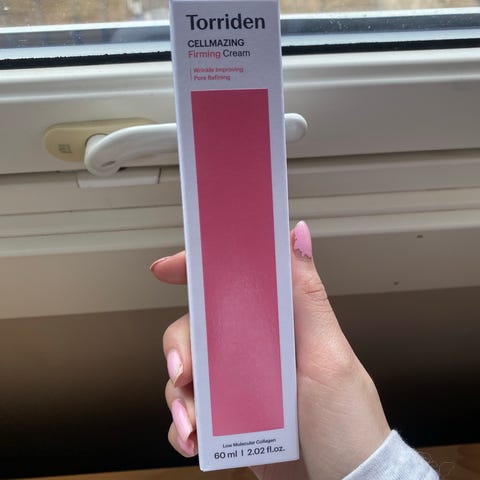 Torriden
CELLMAZING
Firming Cream
Wrinkle Improving
Pore Refining
Low Molecular Collagen
60 ml | 2.02 fl.oz.